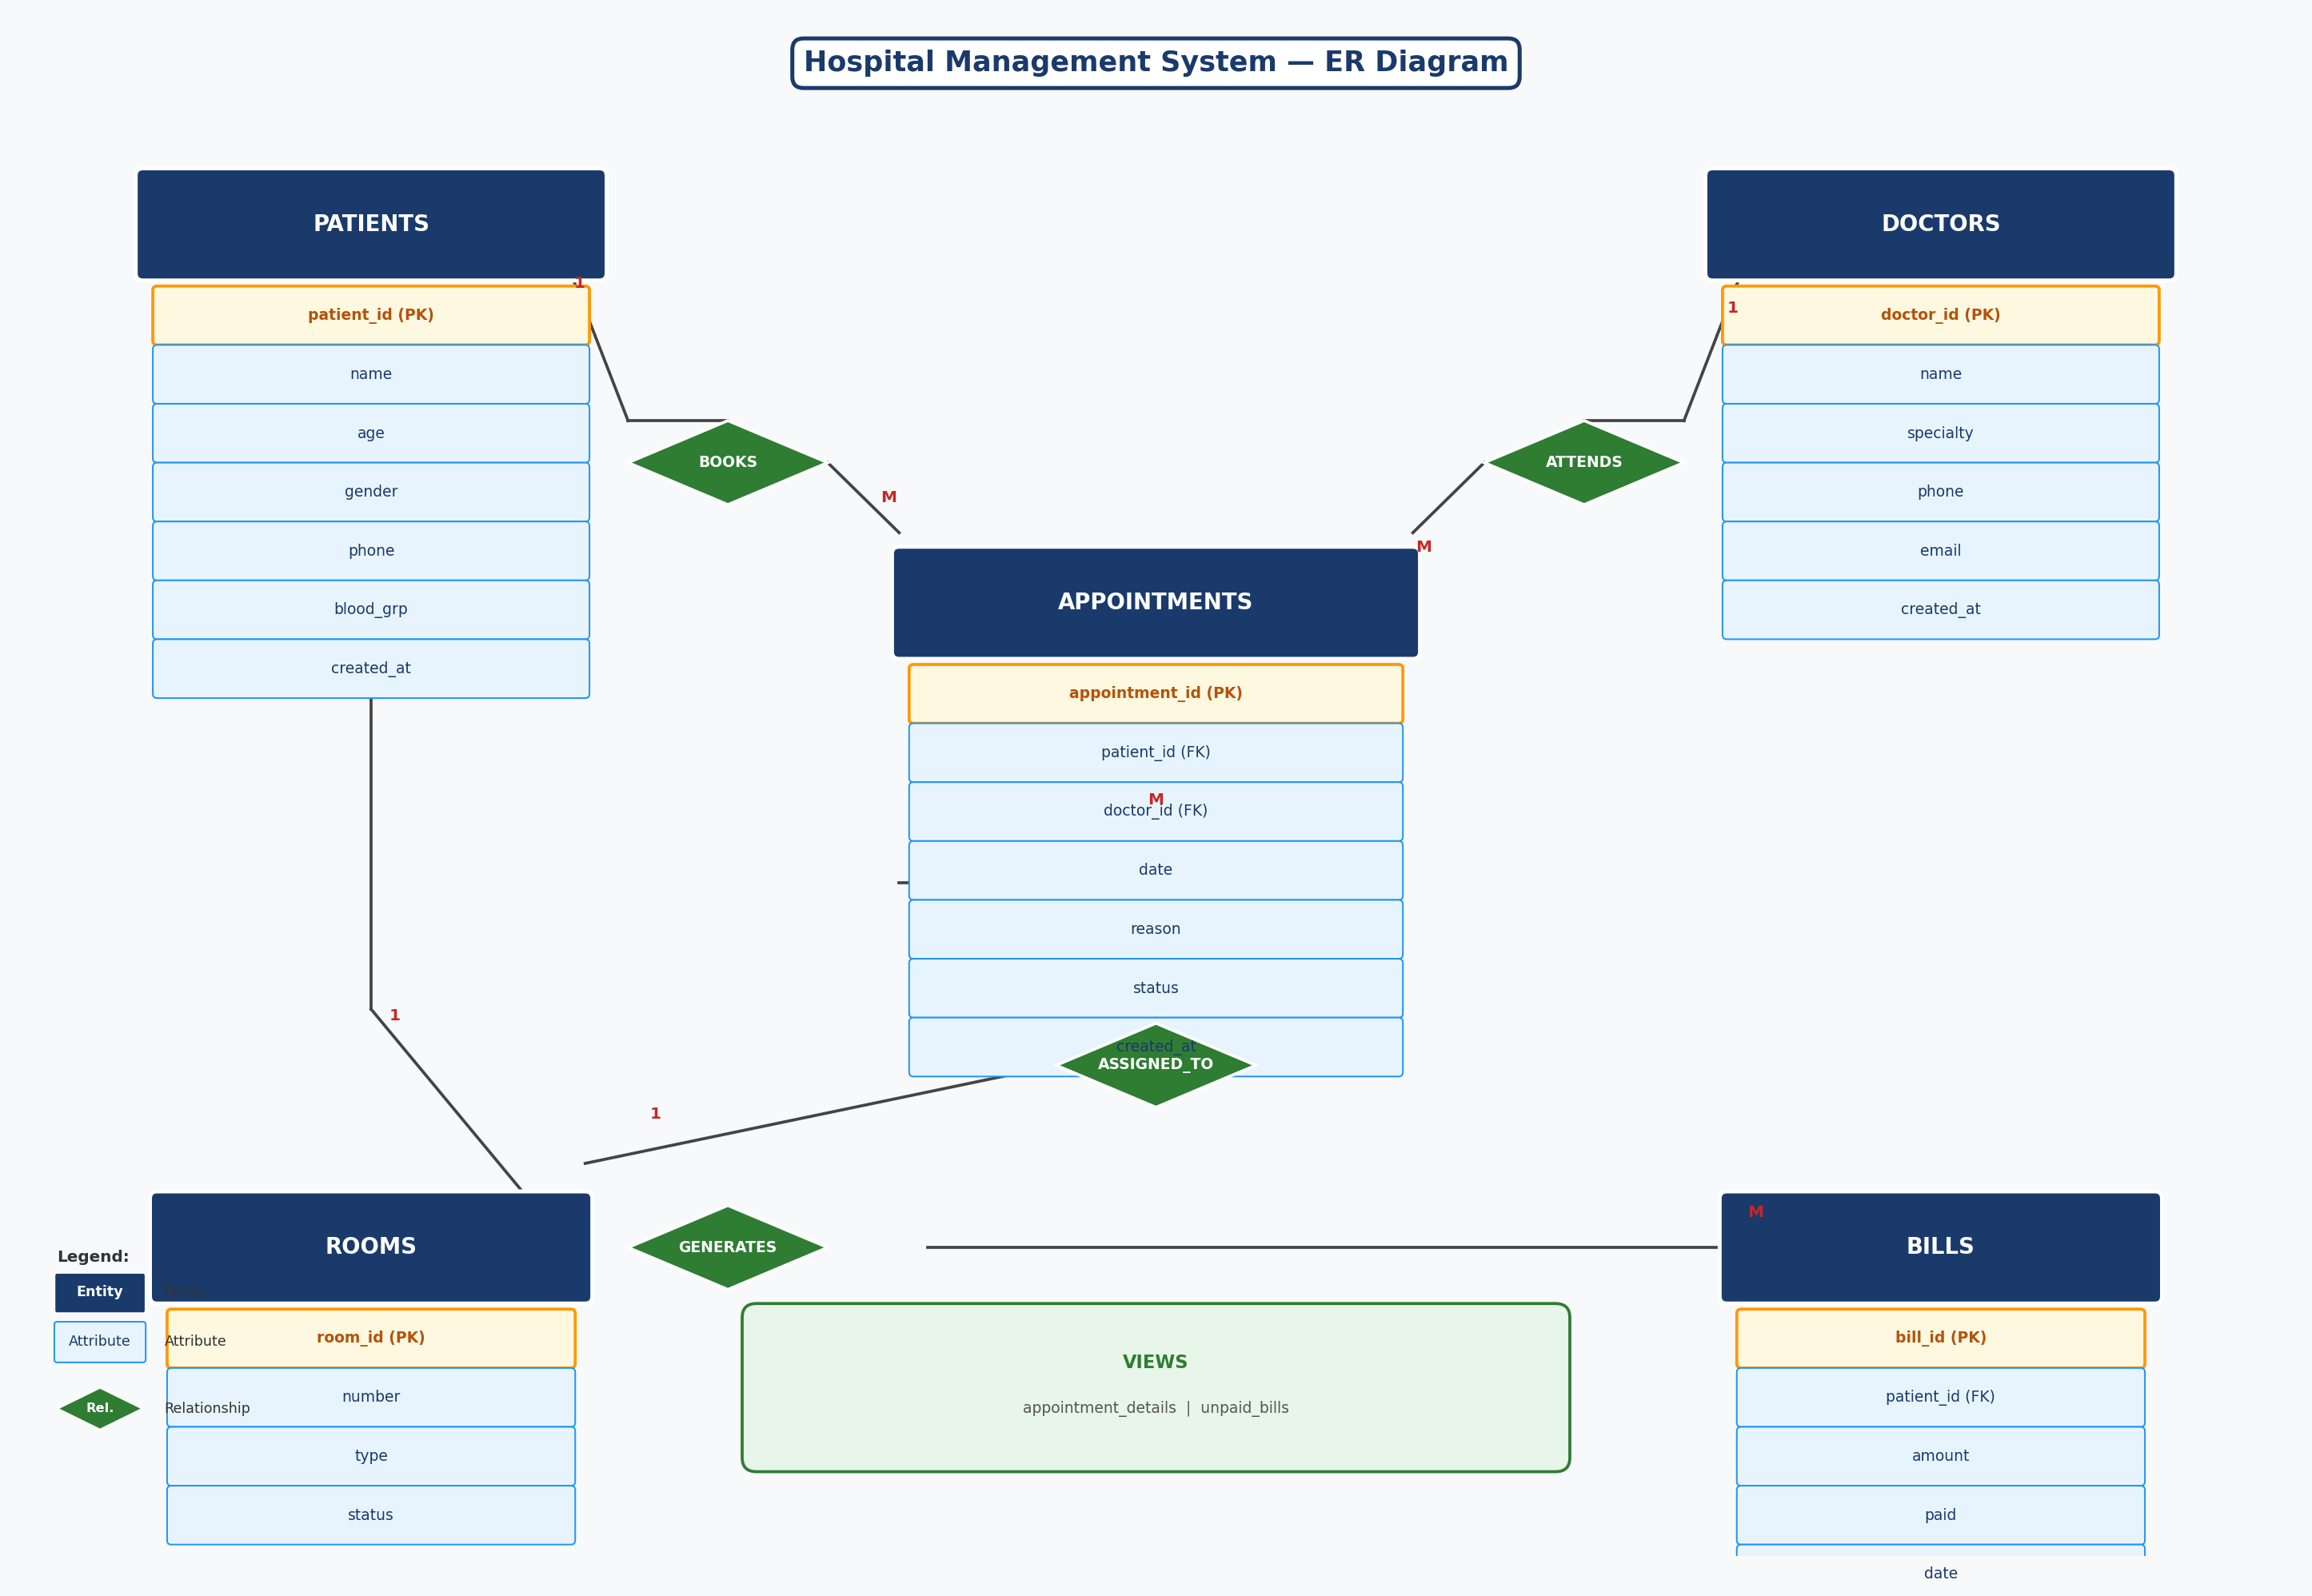 Hospital Management System — ER Diagram
PATIENTS
1
patient_id (PK)
name
age
gender
phone
blood_grp
created_at
BOOKS
M
DOCTORS
1
doctor_id (PK)
name
specialty
phone
email
created_at
ATTENDS
M
APPOINTMENTS
appointment_id (PK)
patient_id (FK)
M
doctor_id (FK)
date
reason
status
created_at
ASSIGNED_TO
1
1
ROOMS
room_id (PK)
number
type
status
GENERATES
M
BILLS
bill_id (PK)
patient_id (FK)
amount
paid
date
VIEWS
appointment_details | unpaid_bills
Legend:
Entity
Entity
Attribute
Attribute
Rel.
Relationship